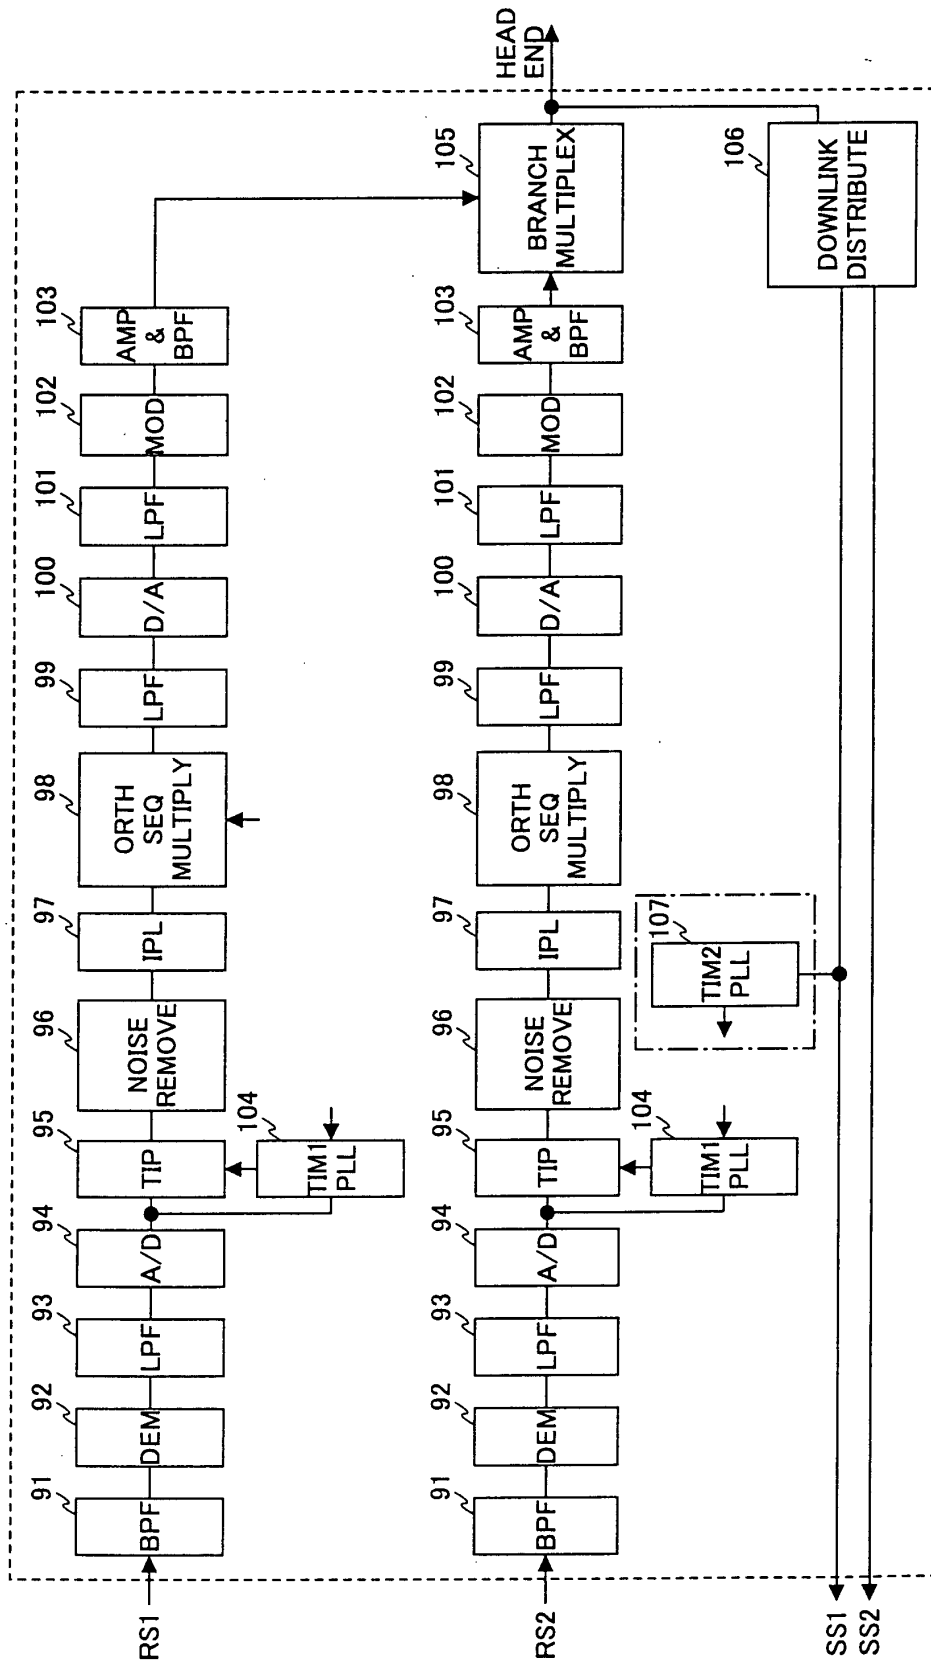 RS1
91
BPF
92
DEM
93
LPF
94
A/D
95
TIP
104
TIM1
PLL
96
NOISE
REMOVE
97
IPL
98
ORTH
SEQ
MULTIPLY
99
LPF
100
D/A
101
LPF
102
MOD
103
AMP
&
BPF
RS2
91
BPF
92
DEM
93
LPF
94
A/D
95
TIP
104
TIM1
PLL
96
NOISE
REMOVE
97
IPL
98
ORTH
SEQ
MULTIPLY
99
LPF
100
D/A
101
LPF
102
MOD
103
AMP
&
BPF
105
BRANCH
MULTIPLEX
HEAD
END
107
TIM2
PLL
106
DOWNLINK
DISTRIBUTE
SS1
SS2